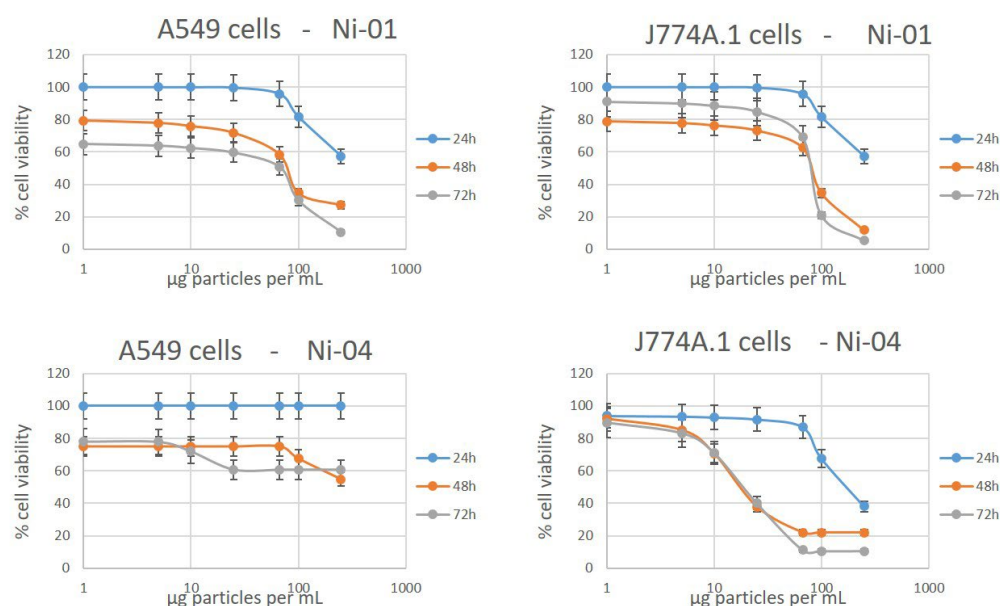 A549 cells - Ni-01
120
100
80
60
40
20
0
% cell viability
1 10 100 1000
µg particles per mL
24h
48h
72h
J774A.1 cells - Ni-01
120
100
80
60
40
20
0
% cell viability
1 10 100 1000
µg particles per mL
24h
48h
72h
A549 cells - Ni-04
120
100
80
60
40
20
0
% cell viability
1 10 100 1000
µg particles per mL
24h
48h
72h
J774A.1 cells - Ni-04
120
100
80
60
40
20
0
% cell viability
1 10 100 1000
µg particles per mL
24h
48h
72h